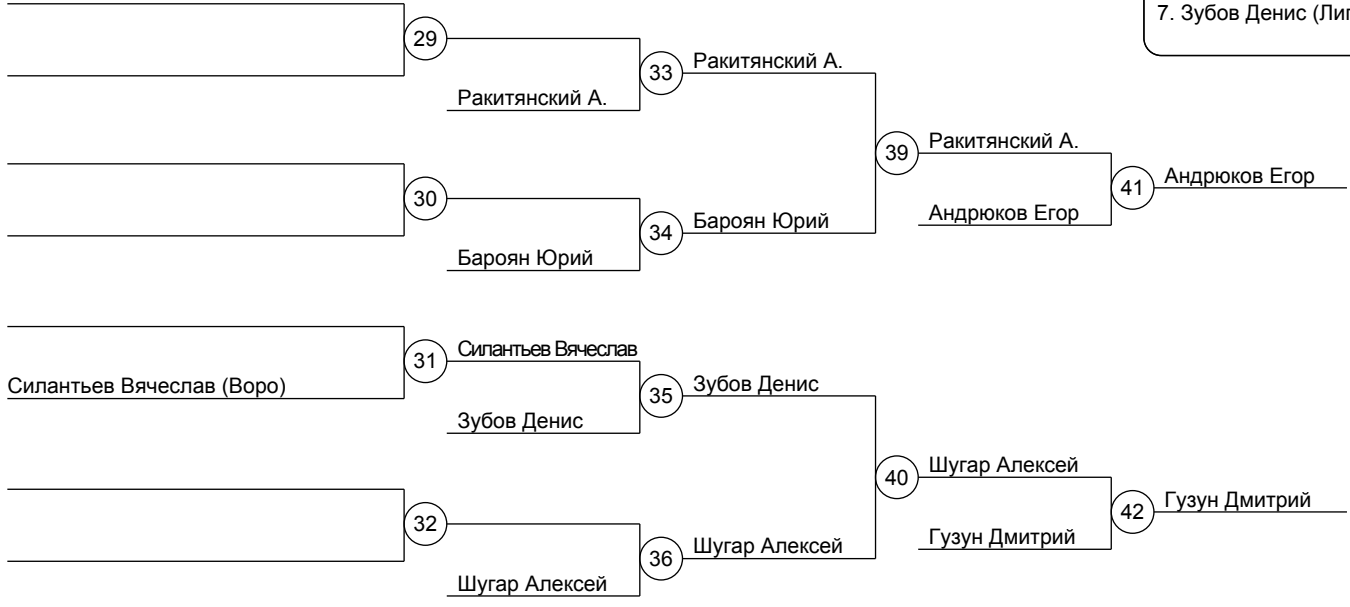 7. Зубов Денис
29
33
Ракитянский А.
Ракитянский А.
39
Ракитянский А.
41
Андрюков Егор
30
34
Бароян Юрий
Андрюков Егор
Бароян Юрий
31
Силантьев Вячеслав
Силантьев Вячеслав (Воро)
35
Зубов Денис
Зубов Денис
40
Шугар Алексей
42
Гузун Дмитрий
32
36
Шугар Алексей
Гузун Дмитрий
Шугар Алексей